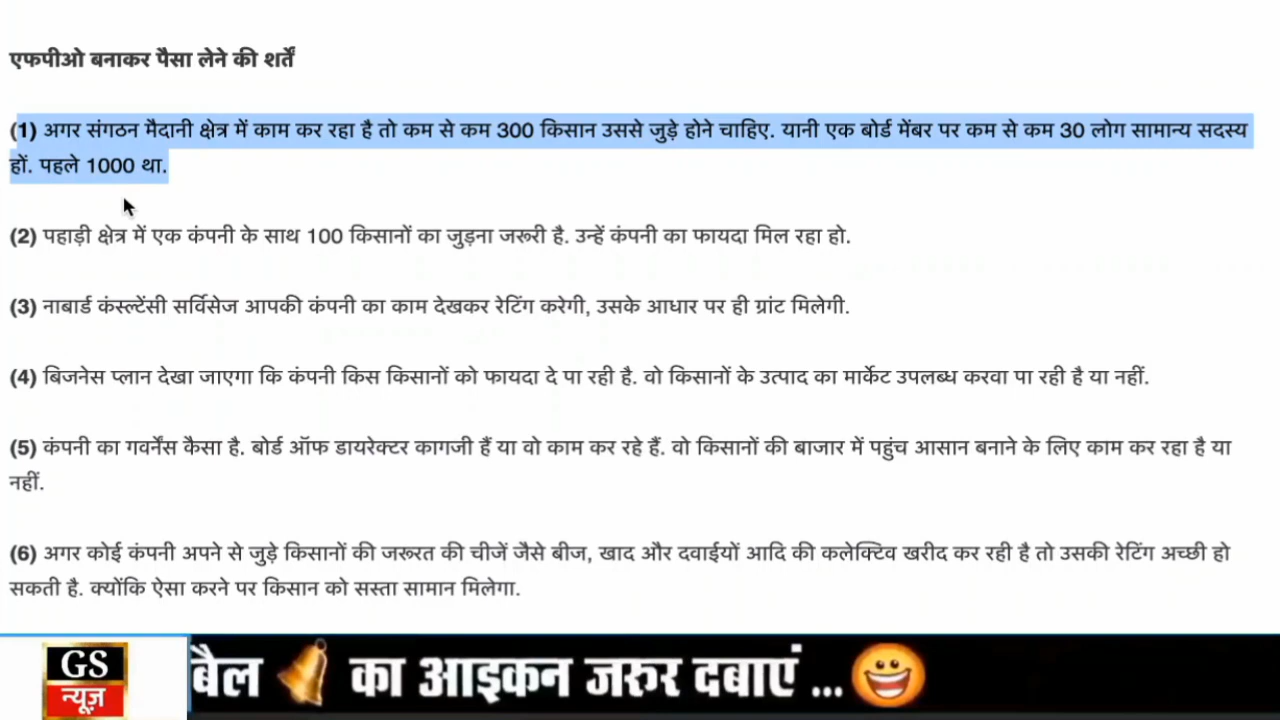 एफपीओ बनाकर पैसा लेने की शर्तें
(1) अगर संगठन मैदानी क्षेत्र में काम कर रहा है तो कम से कम 300 किसान उससे जुड़े होने चाहिए. यानी एक बोर्ड मेंबर पर कम से कम 30 लोग सामान्य सदस्य
हों. पहले 1000 था.
(2) पहाड़ी क्षेत्र में एक कंपनी के साथ 100 किसानों का जुड़ना जरूरी है. उन्हें कंपनी का फायदा मिल रहा हो.
(3) नाबार्ड कंस्ल्टेंसी सर्विसेज आपकी कंपनी का काम देखकर रेटिंग करेगी, उसके आधार पर ही ग्रांट मिलेगी.
(4) बिजनेस प्लान देखा जाएगा कि कंपनी किस किसानों को फायदा दे पा रही है. वो किसानों के उत्पाद का मार्केट उपलब्ध करवा पा रही है या नहीं.
(5) कंपनी का गवर्नेंस कैसा है. बोर्ड ऑफ डायरेक्टर कागजी हैं या वो काम कर रहे हैं. वो किसानों की बाजार में पहुंच आसान बनाने के लिए काम कर रहा है या
नहीं.
(6) अगर कोई कंपनी अपने से जुड़े किसानों की जरूरत की चीजें जैसे बीज, खाद और दवाईयों आदि की कलेक्टिव खरीद कर रही है तो उसकी रेटिंग अच्छी हो
सकती है. क्योंकि ऐसा करने पर किसान को सस्ता सामान मिलेगा.
GS
न्यूज़
बैल का आइकन जरुर दबाएं ...